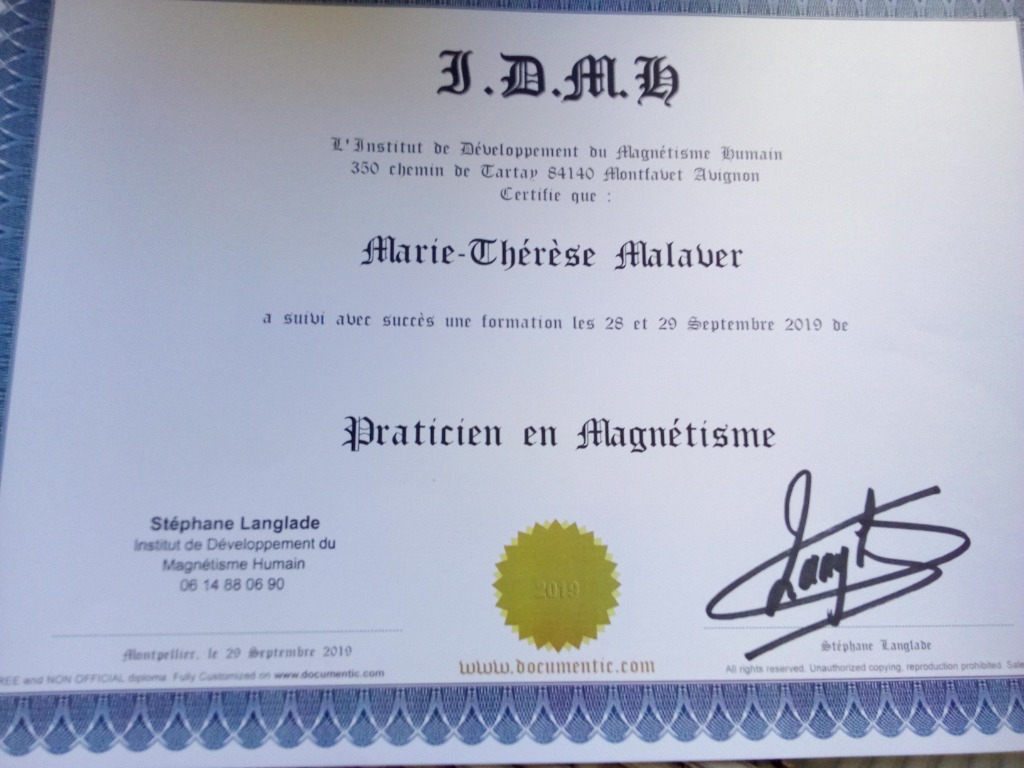 I.D.M.H
L'Institut de Développement du Magnétisme Humain
350 chemin de Tartay 84140 Montfavet Avignon
Certifie que :
Marie-Thérèse Malaver
a suivi avec succès une formation les 28 et 29 Septembre 2019 de
Praticien en Magnétisme
Stéphane Langlade
Institut de Développement du
Magnétisme Humain
06 14 88 06 90
2019
Montpellier, le 29 Septembre 2019
Stéphane Langlade
www.documentic.com
REE and NON OFFICIAL diploma. Fully Customized on www.documentic.com
All rights reserved. Unauthorized copying, reproduction prohibited. Sale